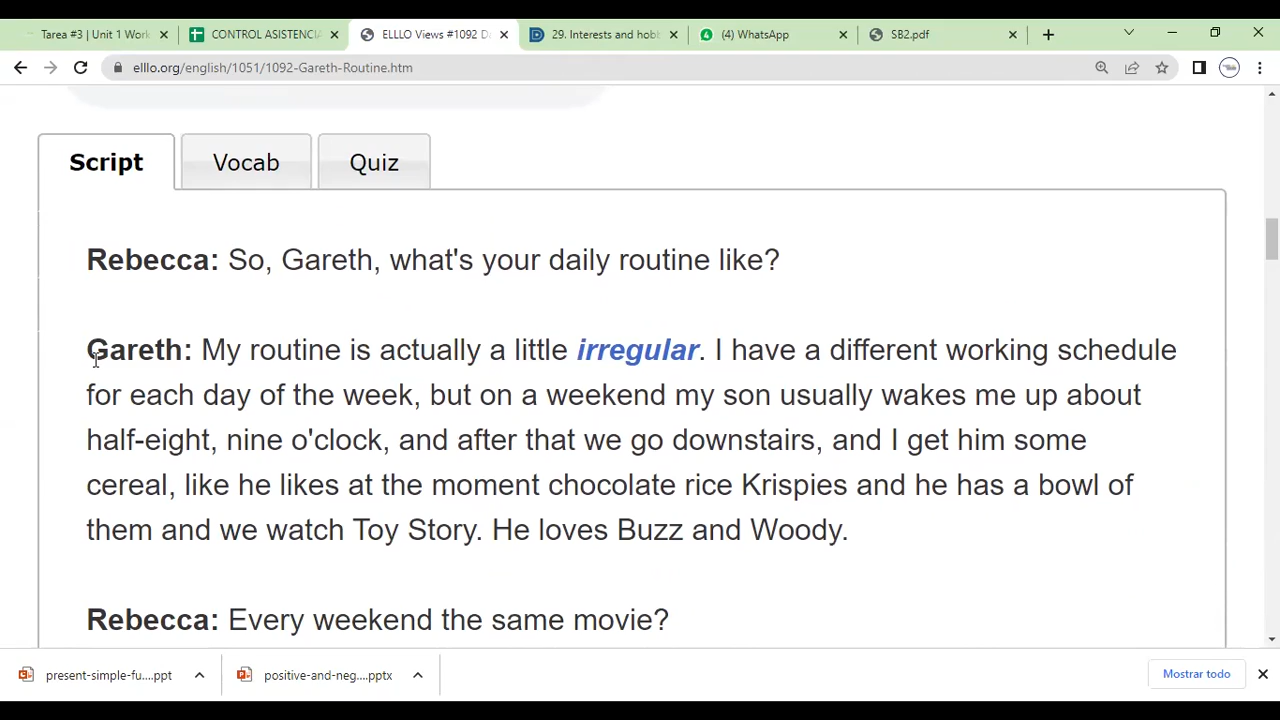 Tarea #3 | Unit 1 Work
CONTROL ASISTENCIA
ELLLO Views #1092 D
29. Interests and hobb
(4) WhatsApp
SB2.pdf
elllo.org/english/1051/1092-Gareth-Routine.htm
Script
Vocab
Quiz
Rebecca: So, Gareth, what's your daily routine like?
Gareth: My routine is actually a little irregular. I have a different working schedule
for each day of the week, but on a weekend my son usually wakes me up about
half-eight, nine o'clock, and after that we go downstairs, and I get him some
cereal, like he likes at the moment chocolate rice Krispies and he has a bowl of
them and we watch Toy Story. He loves Buzz and Woody.
Rebecca: Every weekend the same movie?
present-simple-fu....ppt
positive-and-neg....pptx
Mostrar todo